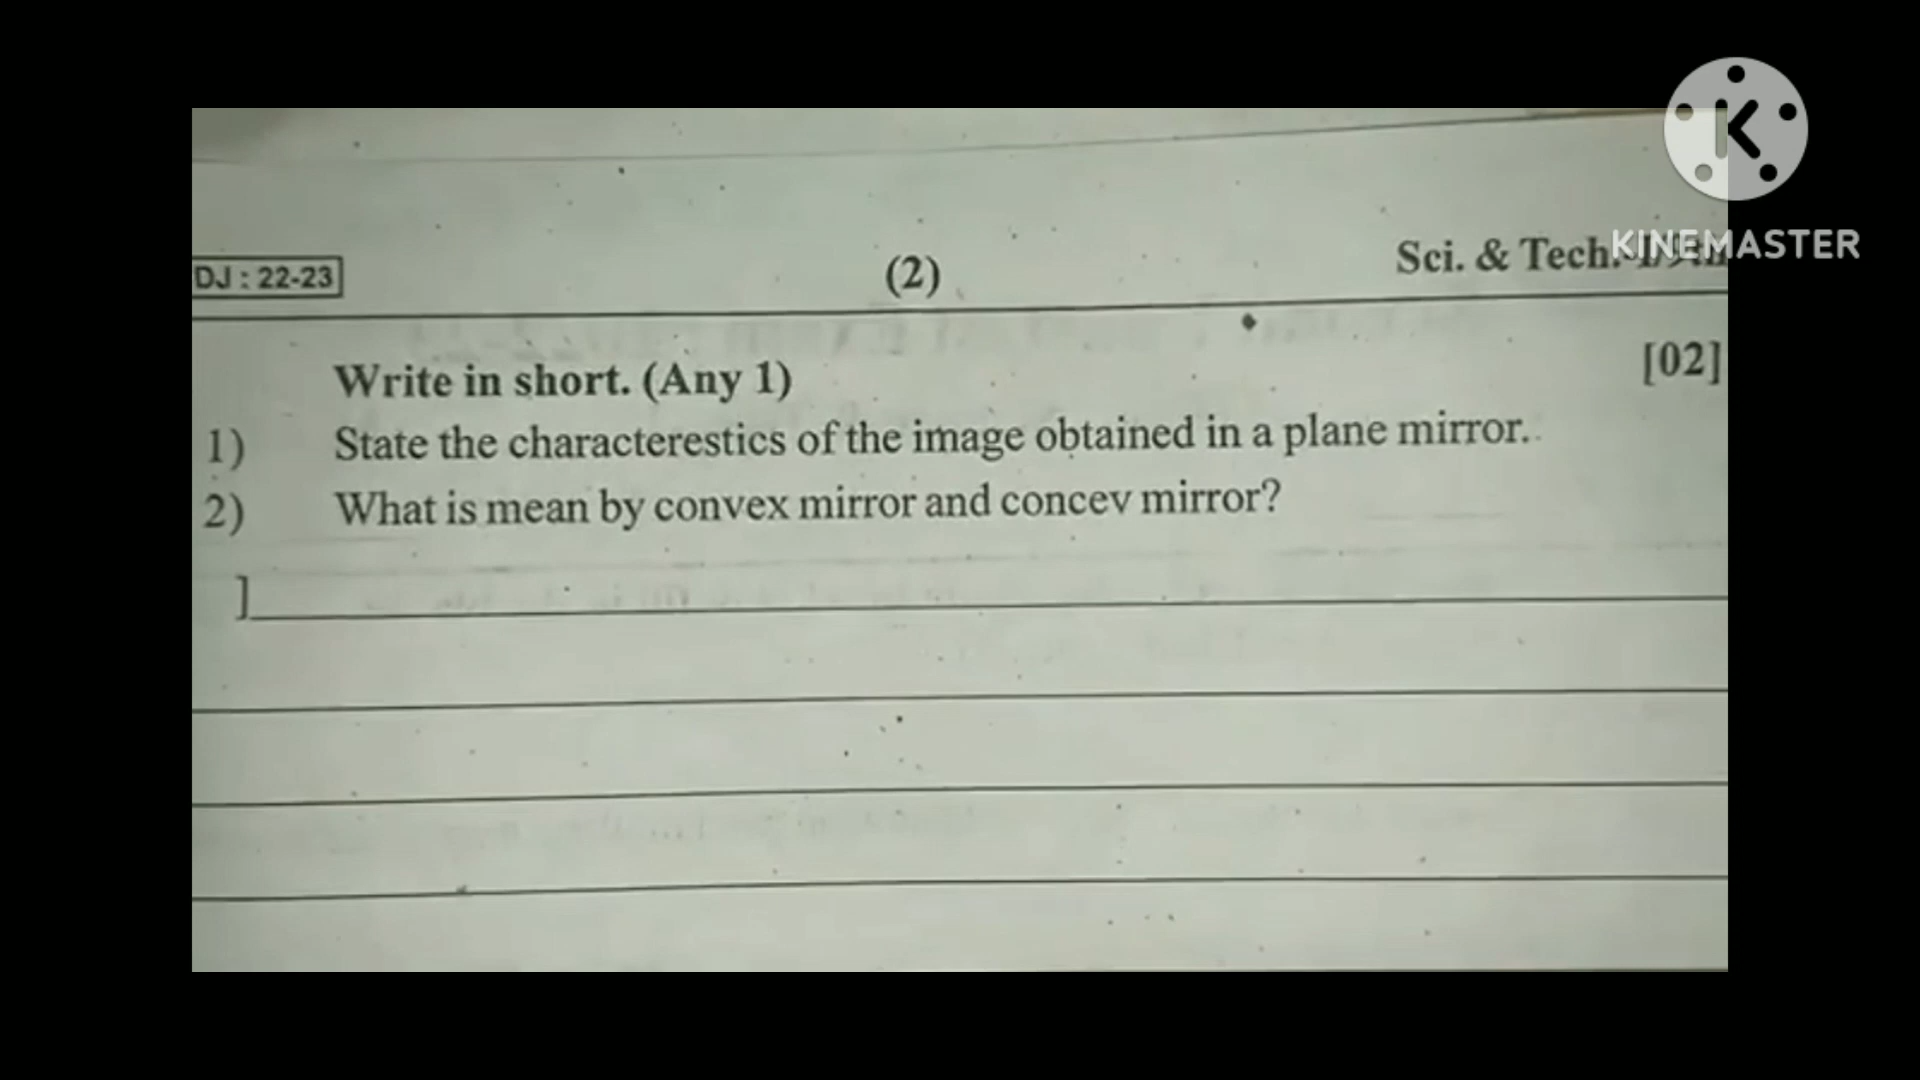 KINEMASTER
DJ : 22-23 (2) Sci. & Tech.
Write in short. (Any 1) [02]
1) State the characterestics of the image obtained in a plane mirror.
2) What is mean by convex mirror and concev mirror?
]